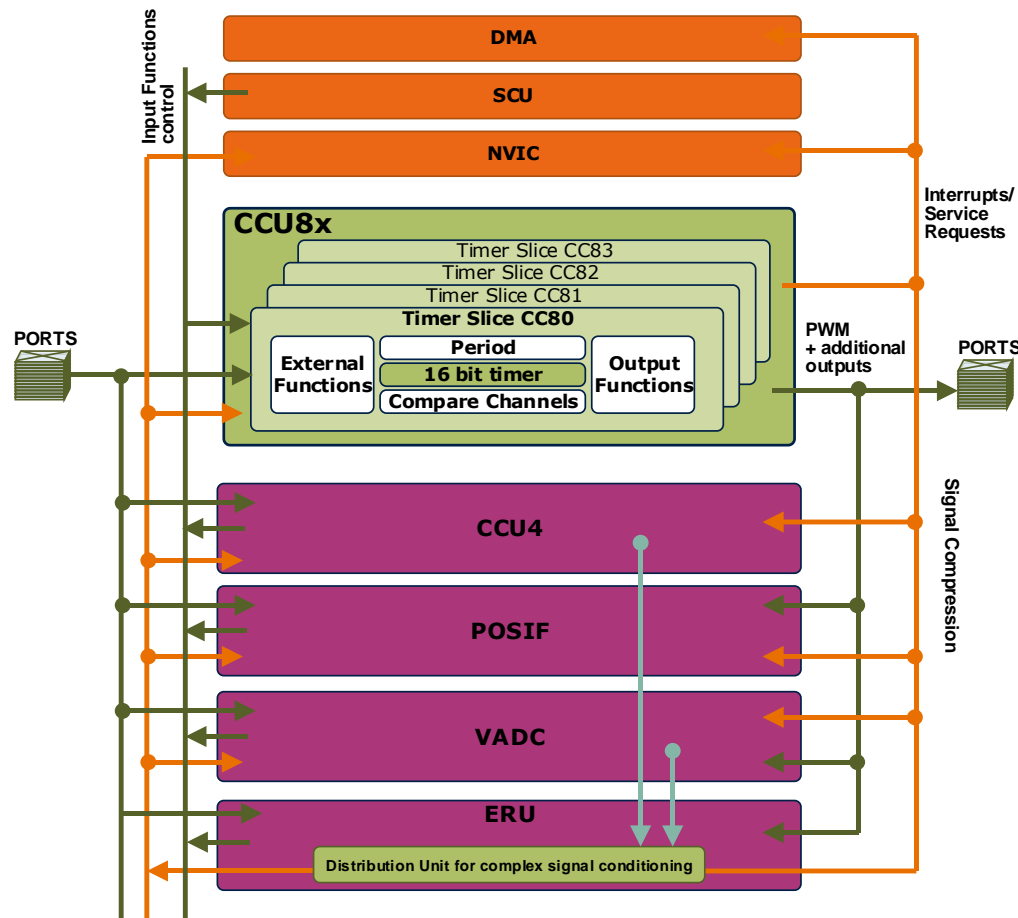 DMA
SCU
NVIC
Input Functions
control
Interrupts/
Service
Requests
CCU8x
Timer Slice CC83
Timer Slice CC82
Timer Slice CC81
Timer Slice CC80
External
Functions
Period
16 bit timer
Compare Channels
Output
Functions
PORTS
PWM
+ additional
outputs
PORTS
Signal Compression
CCU4
POSIF
VADC
ERU
Distribution Unit for complex signal conditioning